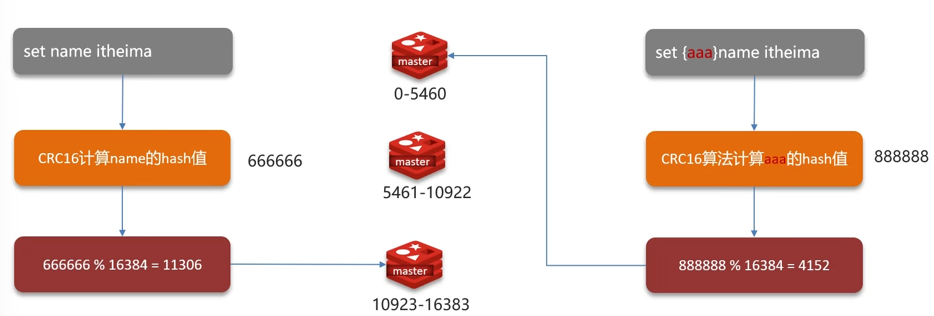 set name itheima
CRC16计算name的hash值
666666
666666 % 16384 = 11306
master
0-5460
master
5461-10922
master
10923-16383
set {aaa}name itheima
CRC16算法计算aaa的hash值
888888
888888 % 16384 = 4152